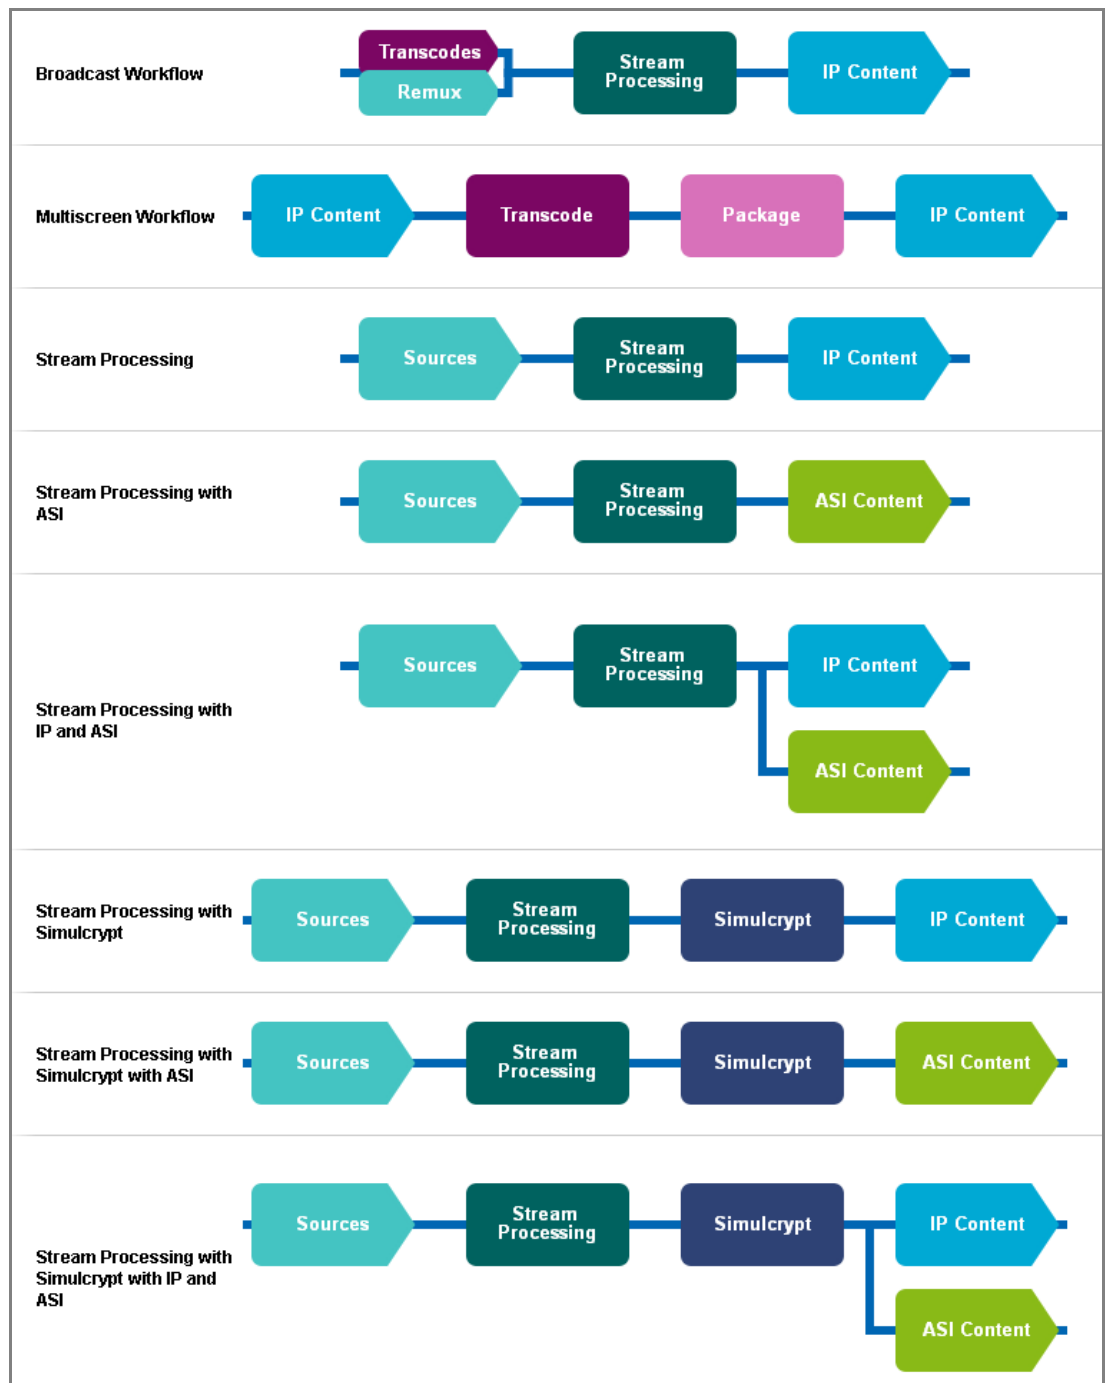 Broadcast Workflow
Transcodes
Remux
Stream
Processing
IP Content
Multiscreen Workflow
IP Content
Transcode
Package
IP Content
Stream Processing
Sources
Stream
Processing
IP Content
Stream Processing with
ASI
Sources
Stream
Processing
ASI Content
Stream Processing with
IP and ASI
Sources
Stream
Processing
IP Content
ASI Content
Stream Processing with
Simulcrypt
Sources
Stream
Processing
Simulcrypt
IP Content
Stream Processing with
Simulcrypt with ASI
Sources
Stream
Processing
Simulcrypt
ASI Content
Stream Processing with
Simulcrypt with IP and
ASI
Sources
Stream
Processing
Simulcrypt
IP Content
ASI Content